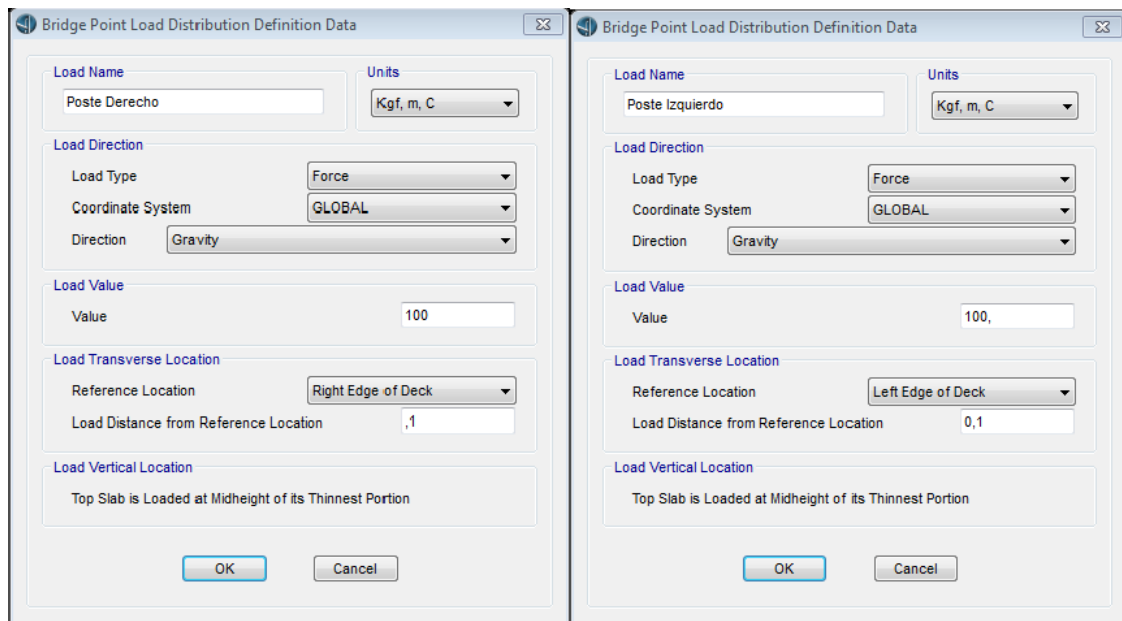 Bridge Point Load Distribution Definition Data
Load Name
Units
Poste Derecho
Kgf, m, C
Load Direction
Load Type
Force
Coordinate System
GLOBAL
Direction
Gravity
Load Value
Value
100
Load Transverse Location
Reference Location
Right Edge of Deck
Load Distance from Reference Location
,1
Load Vertical Location
Top Slab is Loaded at Midheight of its Thinnest Portion
OK
Cancel
Bridge Point Load Distribution Definition Data
Load Name
Units
Poste Izquierdo
Kgf, m, C
Load Direction
Load Type
Force
Coordinate System
GLOBAL
Direction
Gravity
Load Value
Value
100,
Load Transverse Location
Reference Location
Left Edge of Deck
Load Distance from Reference Location
0,1
Load Vertical Location
Top Slab is Loaded at Midheight of its Thinnest Portion
OK
Cancel